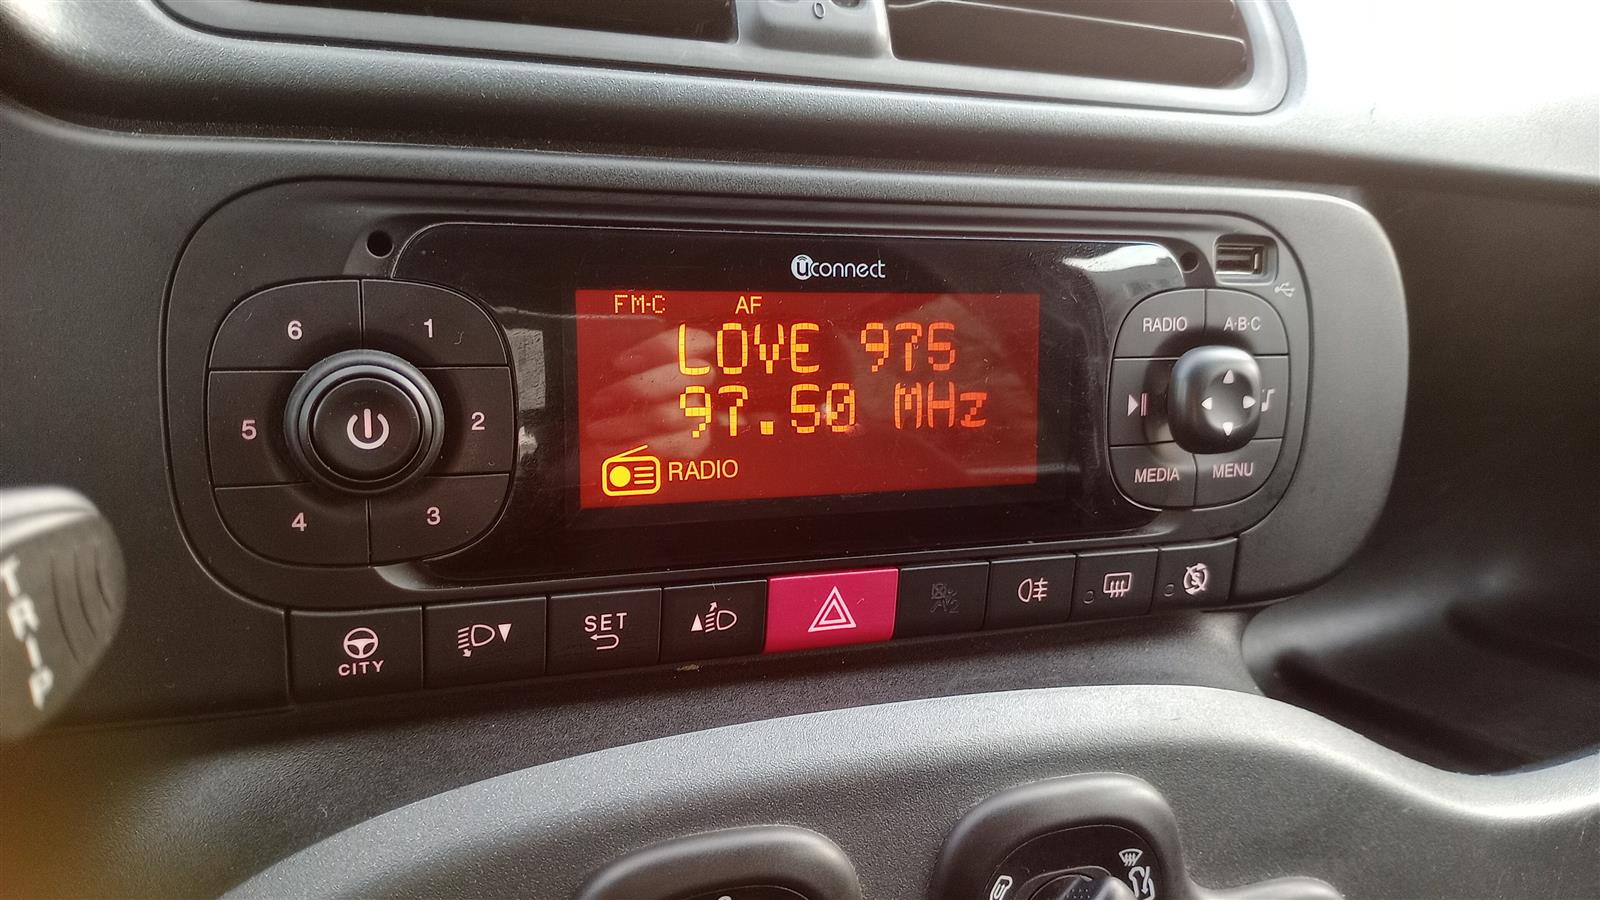 uconnect
FM-C AF
LOVE 975
97.50 MHz
RADIO
6 1
5 2
4 3
RADIO A·B·C
MEDIA MENU
CITY
SET
TRIP
0